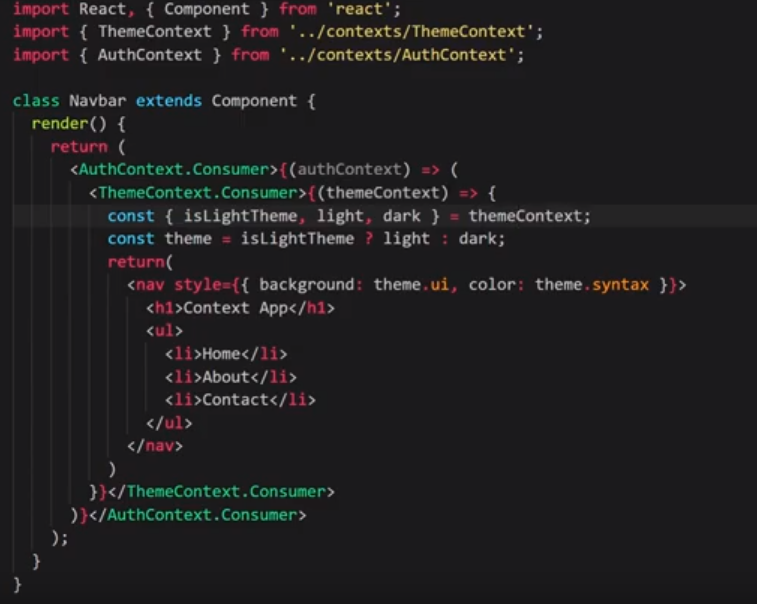 import React, { Component } from 'react';
import { ThemeContext } from '../contexts/ThemeContext';
import { AuthContext } from '../contexts/AuthContext';

class Navbar extends Component {
  render() {
    return (
      <AuthContext.Consumer>{(authContext) => (
        <ThemeContext.Consumer>{(themeContext) => {
          const { isLightTheme, light, dark } = themeContext;
          const theme = isLightTheme ? light : dark;
          return(
            <nav style={{ background: theme.ui, color: theme.syntax }}>
              <h1>Context App</h1>
              <ul>
                <li>Home</li>
                <li>About</li>
                <li>Contact</li>
              </ul>
            </nav>
          )
        }}</ThemeContext.Consumer>
      )}</AuthContext.Consumer>
    );
  }
}